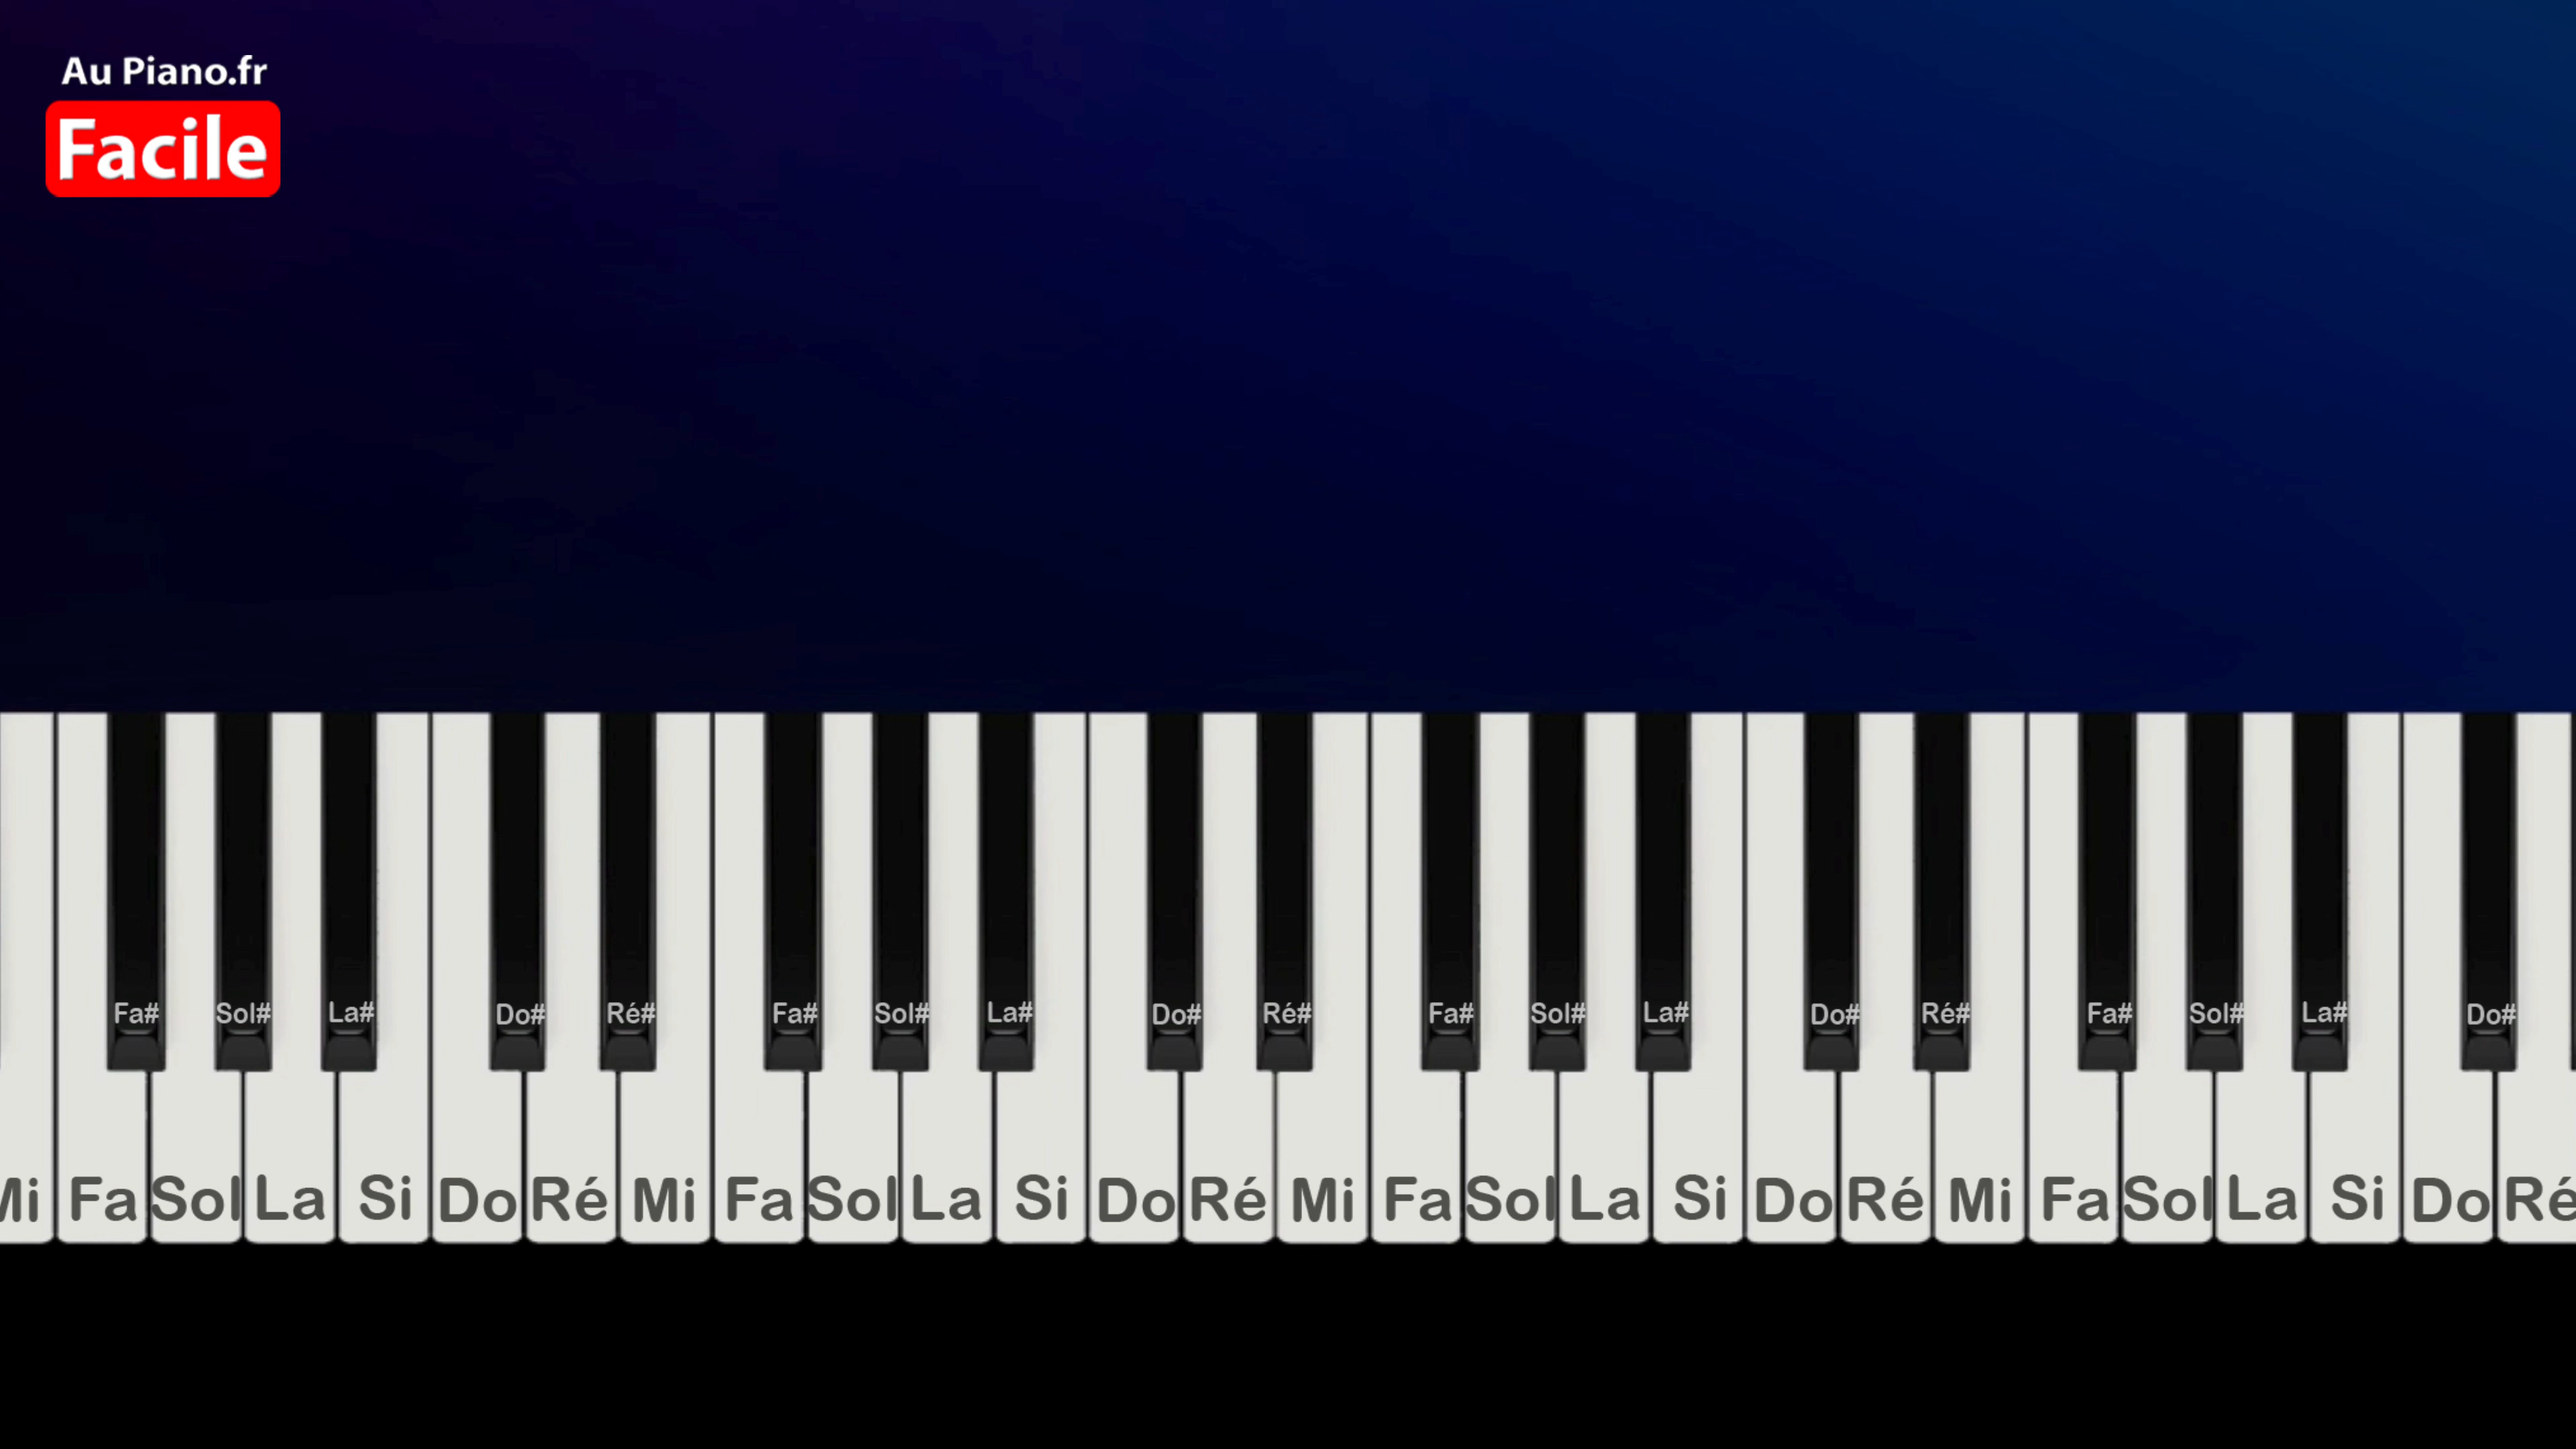 Au Piano.fr
Facile
Fa# Sol# La# Do# Ré# Fa# Sol# La# Do# Ré# Fa# Sol# La# Do# Ré# Fa# Sol# La# Do#
Mi Fa Sol La Si Do Ré Mi Fa Sol La Si Do Ré Mi Fa Sol La Si Do Ré Mi Fa Sol La Si Do Ré